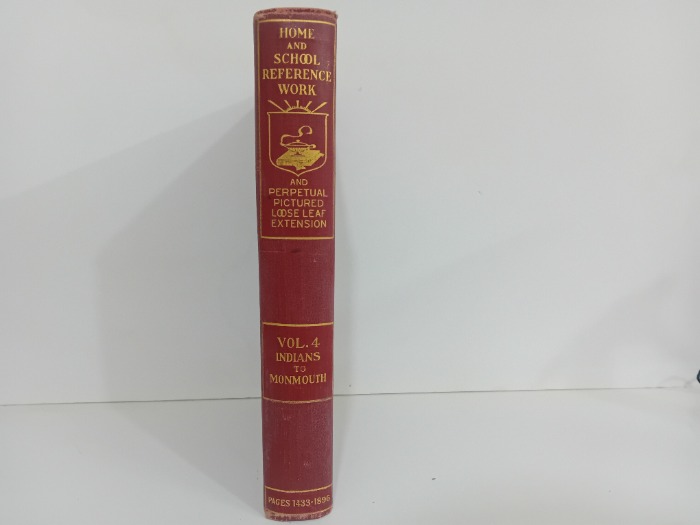 HOME
AND
SCHOOL
REFERENCE
WORK
AND
PERPETUAL
PICTURED
LOOSE LEAF
EXTENSION
VOL. 4
INDIANS
TO
MONMOUTH
PAGES 1433-1896